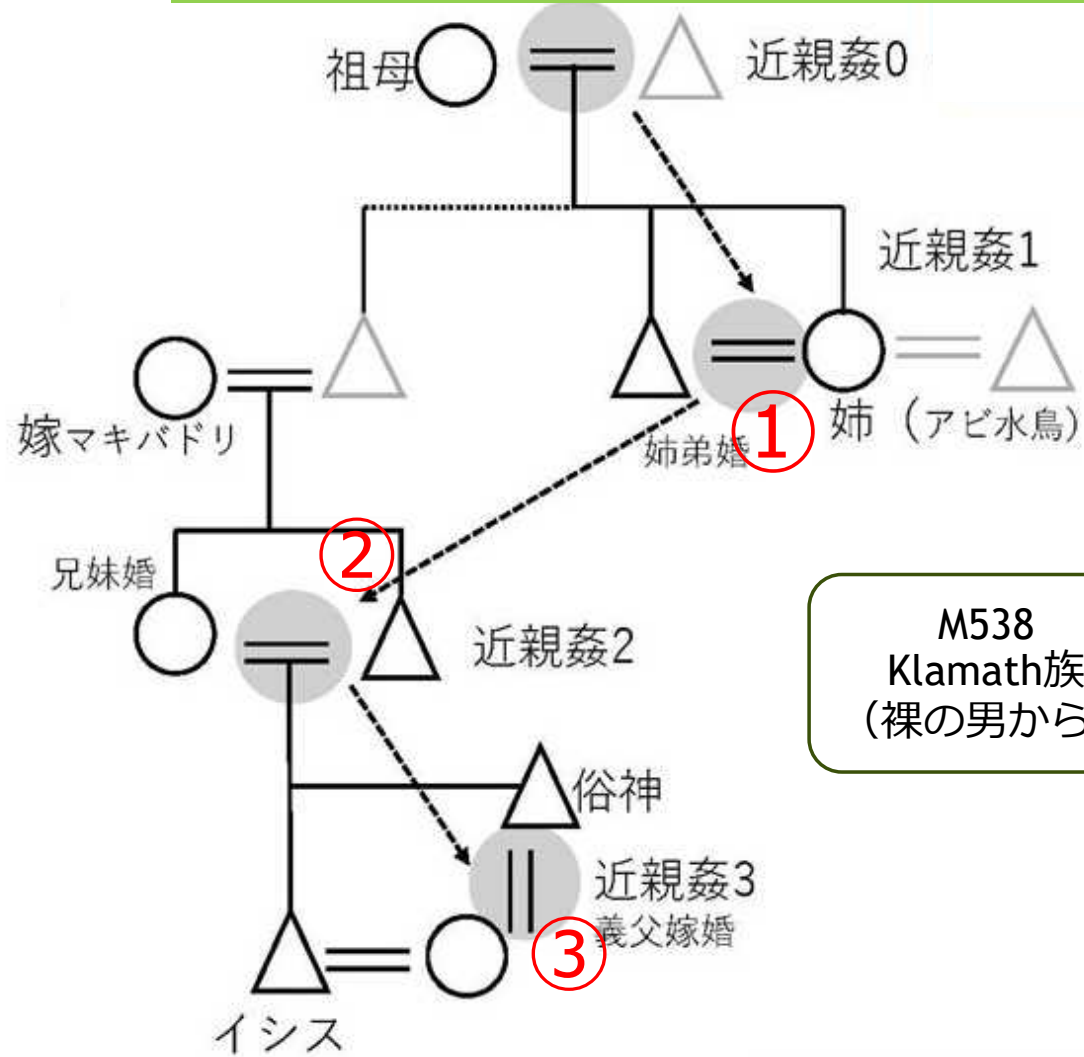 祖母
近親姦0
近親姦1
嫁マキバドリ
姉弟婚
①
姉（アビ水鳥）
兄妹婚
②
近親姦2
M538
Klamath族
（裸の男から
俗神
近親姦3
義父嫁婚
③
イシス